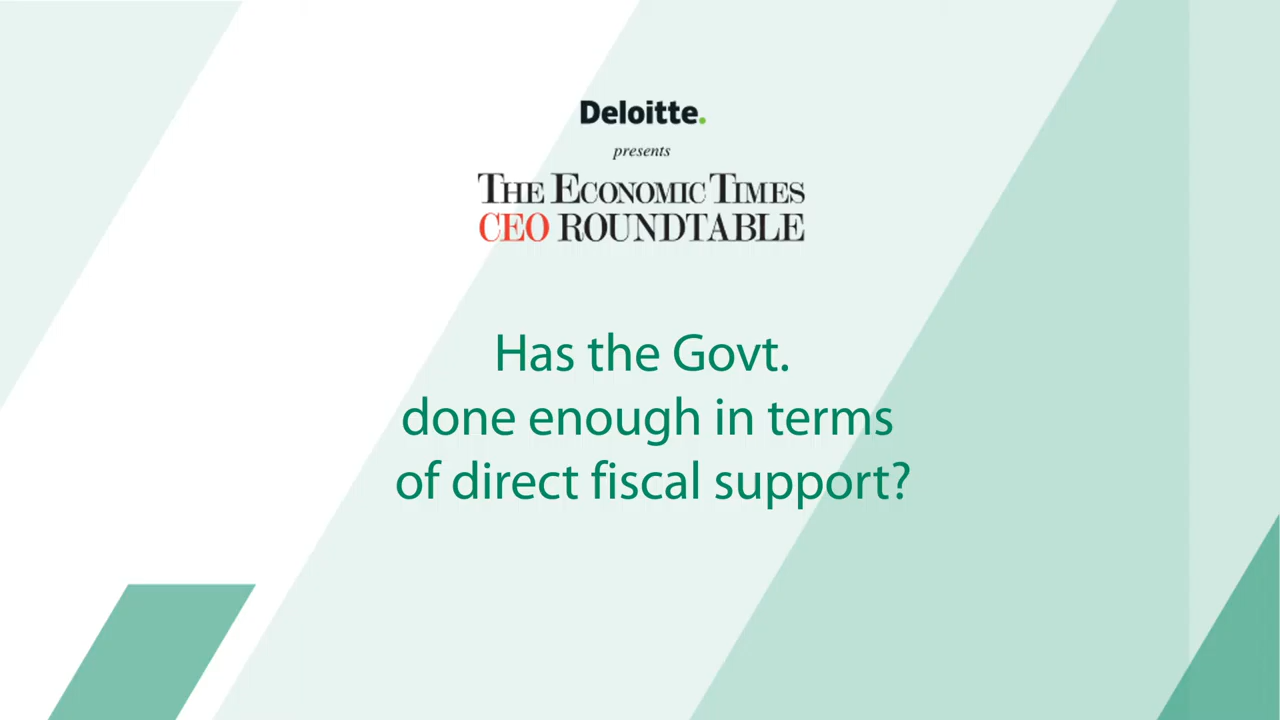 Deloitte.
presents
THE ECONOMIC TIMES
CEO ROUNDTABLE
Has the Govt.
done enough in terms
of direct fiscal support?